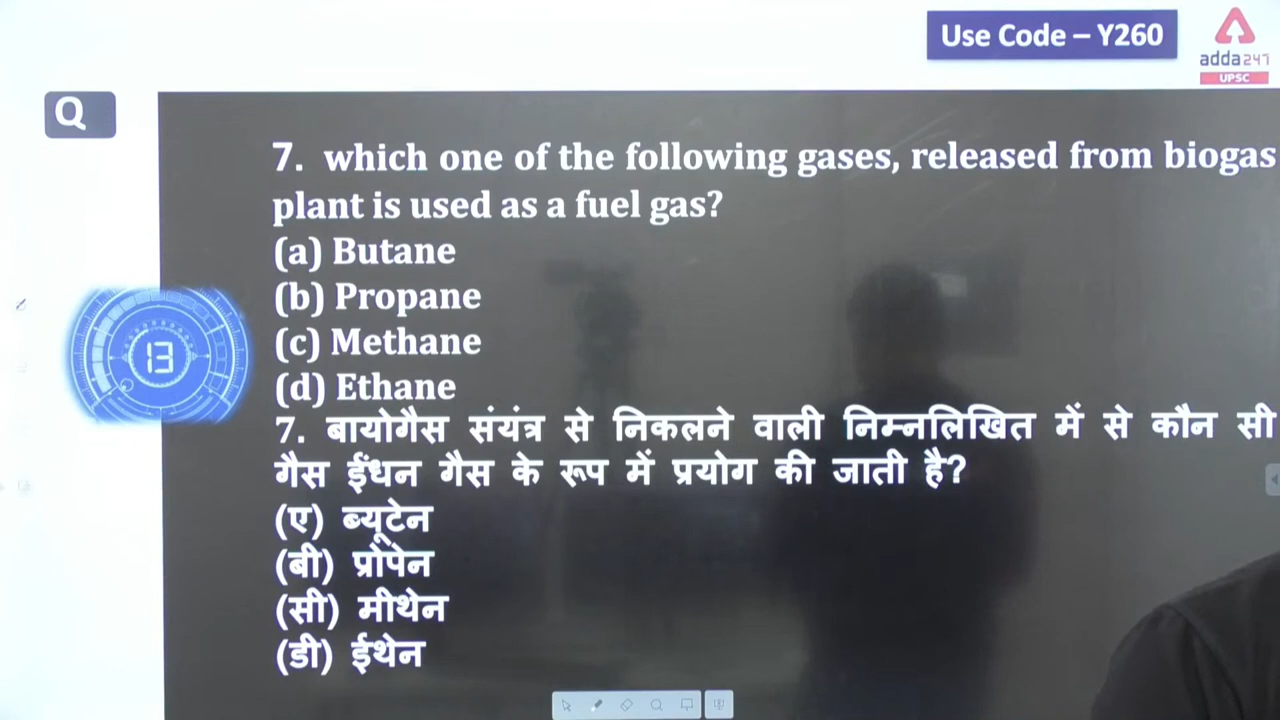 Use Code – Y260
adda247
UPSC
Q
7. which one of the following gases, released from biogas
plant is used as a fuel gas?
(a) Butane
(b) Propane
(c) Methane
(d) Ethane
13
7. बायोगैस संयंत्र से निकलने वाली निम्नलिखित में से कौन सी
गैस ईंधन गैस के रूप में प्रयोग की जाती है?
(ए) ब्यूटेन
(बी) प्रोपेन
(सी) मीथेन
(डी) ईथेन